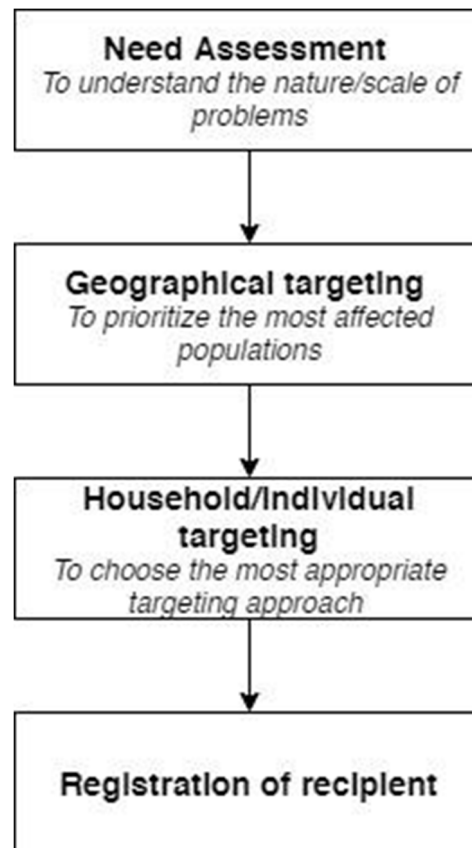 Need Assessment
To understand the nature/scale of
problems
Geographical targeting
To prioritize the most affected
populations
Household/Individual
targeting
To choose the most appropriate
targeting approach
Registration of recipient